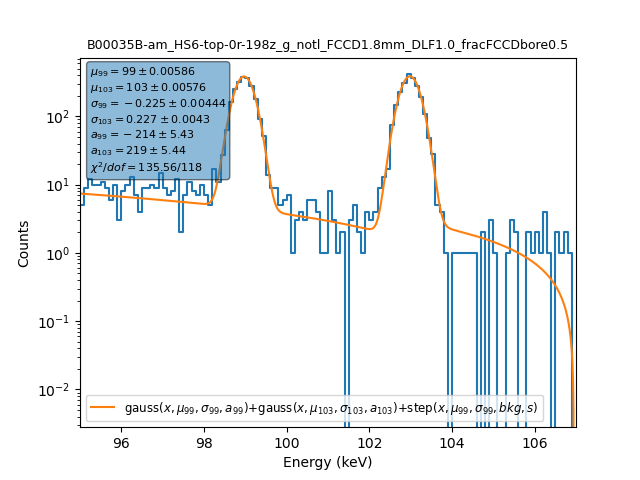 B00035B-am_HS6-top-0r-198z_g_notl_FCCD1.8mm_DLF1.0_fracFCCDbore0.5
μ₉₉ = 99 ± 0.00586
μ₁₀₃ = 103 ± 0.00576
σ₉₉ = −0.225 ± 0.00444
σ₁₀₃ = 0.227 ± 0.0043
a₉₉ = −214 ± 5.43
a₁₀₃ = 219 ± 5.44
χ²/dof = 135.56/118
10²
10¹
10⁰
10⁻¹
10⁻²
Counts
gauss(x, μ₉₉, σ₉₉, a₉₉)+gauss(x, μ₁₀₃, σ₁₀₃, a₁₀₃)+step(x, μ₉₉, σ₉₉, bkg, s)
96 98 100 102 104 106
Energy (keV)